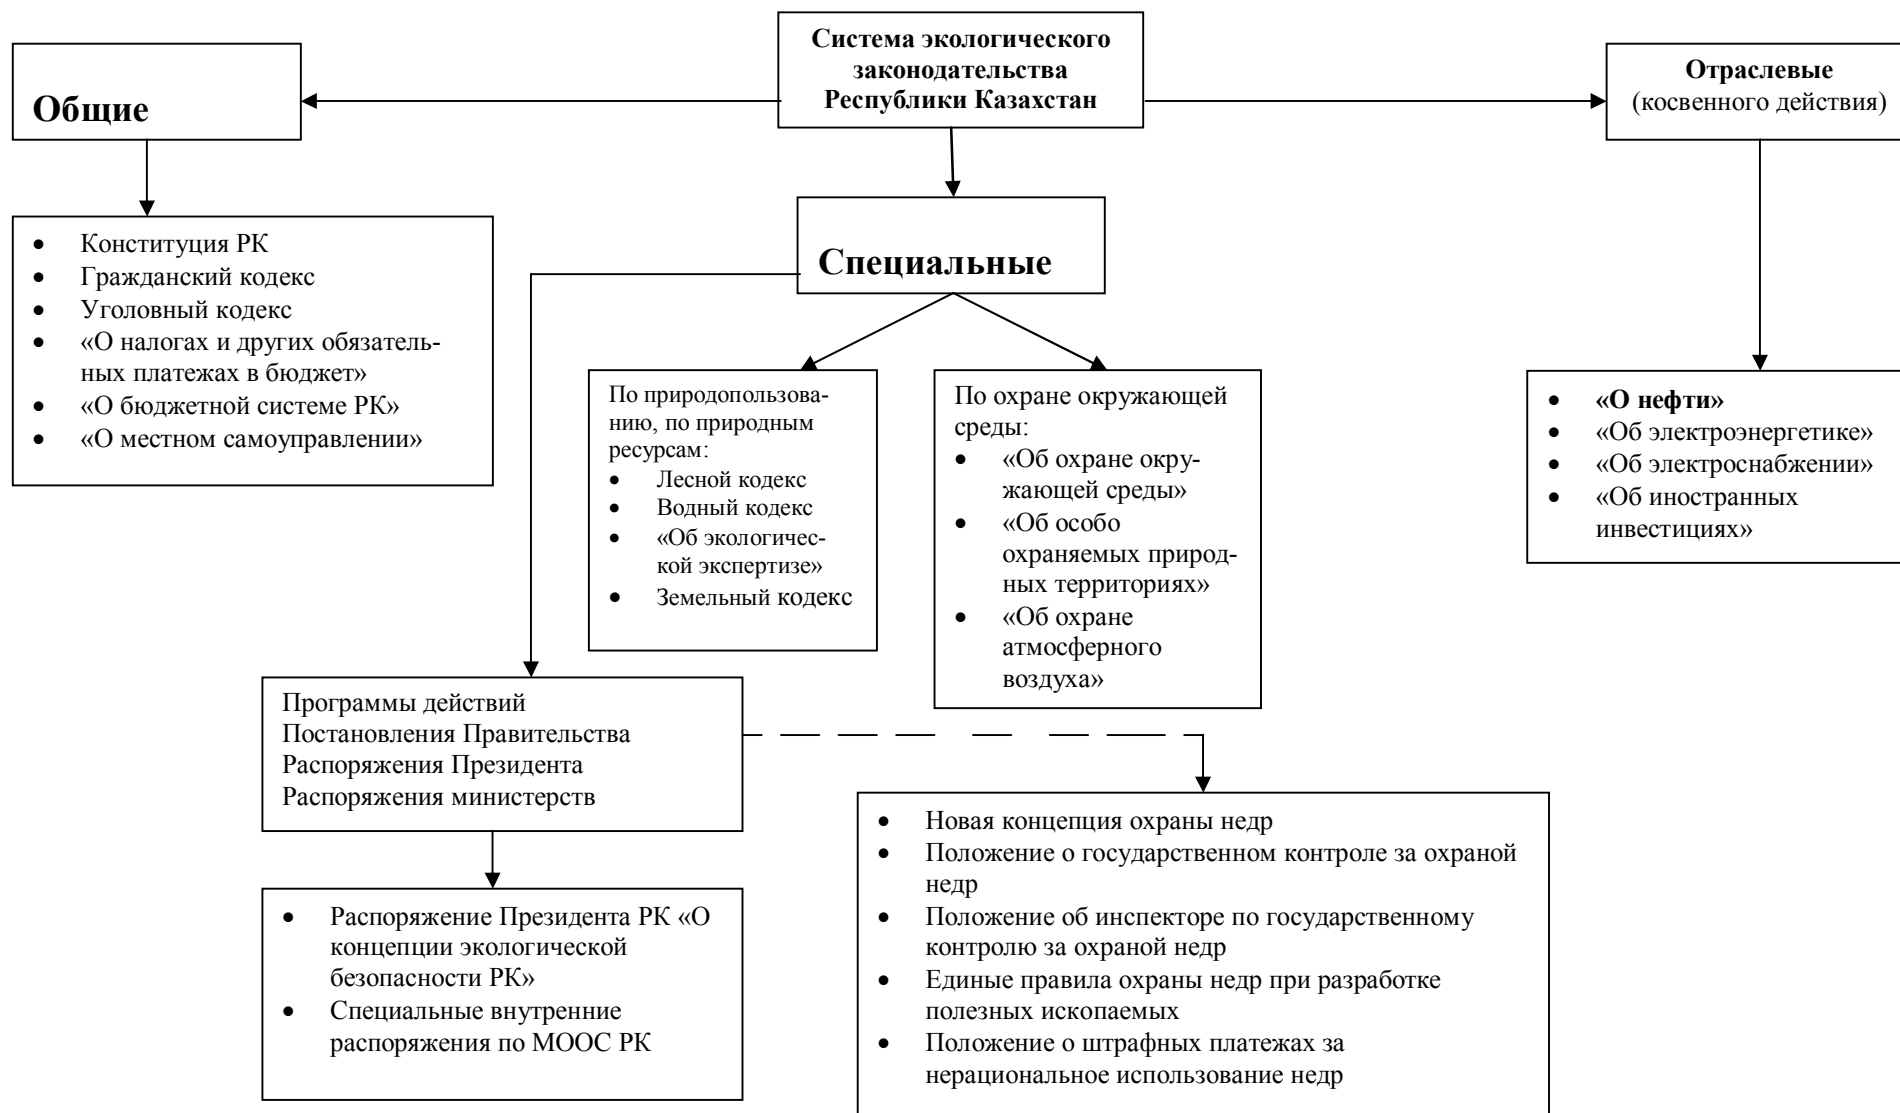 Система экологического
законодательства
Республики Казахстан
Общие
Отраслевые
(косвенного действия)
• Конституция РК
• Гражданский кодекс
• Уголовный кодекс
• «О налогах и других обязатель-
ных платежах в бюджет»
• «О бюджетной системе РК»
• «О местном самоуправлении»
Специальные
По природопользова-
нию, по природным
ресурсам:
• Лесной кодекс
• Водный кодекс
• «Об экологичес-
кой экспертизе»
• Земельный кодекс
По охране окружающей
среды:
• «Об охране окру-
жающей среды»
• «Об особо
охраняемых природ-
ных территориях»
• «Об охране
атмосферного
воздуха»
• «О нефти»
• «Об электроэнергетике»
• «Об электроснабжении»
• «Об иностранных
инвестициях»
Программы действий
Постановления Правительства
Распоряжения Президента
Распоряжения министерств
• Распоряжение Президента РК «О
концепции экологической
безопасности РК»
• Специальные внутренние
распоряжения по МООС РК
• Новая концепция охраны недр
• Положение о государственном контроле за охраной
недр
• Положение об инспекторе по государственному
контролю за охраной недр
• Единые правила охраны недр при разработке
полезных ископаемых
• Положение о штрафных платежах за
нерациональное использование недр